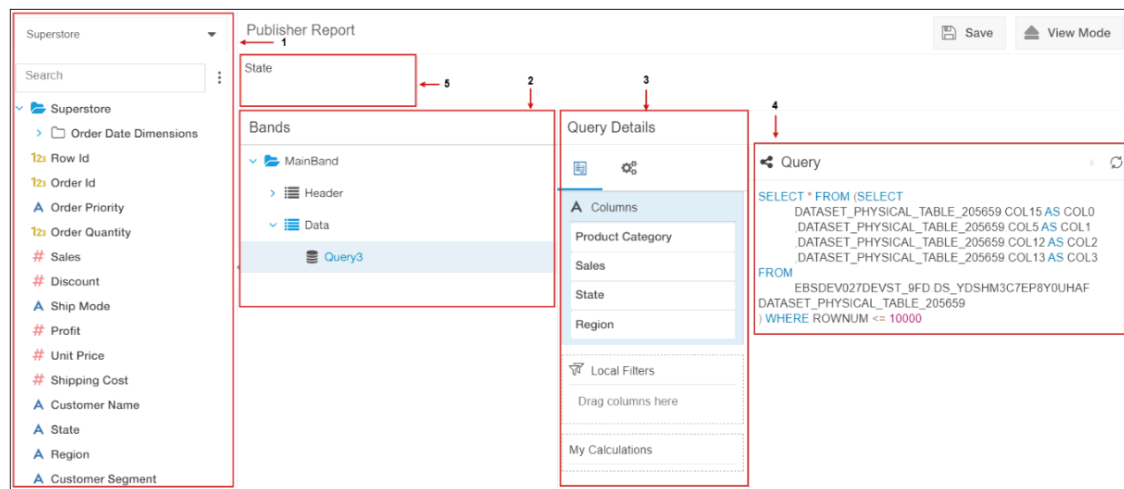 Superstore
1
Search
Superstore
Order Date Dimensions
123 Row Id
123 Order Id
A Order Priority
123 Order Quantity
# Sales
# Discount
A Ship Mode
# Profit
# Unit Price
# Shipping Cost
A Customer Name
A State
A Region
A Customer Segment
Publisher Report
Save
View Mode
State
5
2
3
4
Bands
MainBand
Header
Data
Query3
Query Details
A Columns
Product Category
Sales
State
Region
Local Filters
Drag columns here
My Calculations
Query
SELECT * FROM (SELECT
DATASET_PHYSICAL_TABLE_205659 COL15 AS COL0
,DATASET_PHYSICAL_TABLE_205659 COL5 AS COL1
,DATASET_PHYSICAL_TABLE_205659 COL12 AS COL2
,DATASET_PHYSICAL_TABLE_205659 COL13 AS COL3
FROM
EBSDEV027DEVST_9FD DS_YDSHM3C7EP8Y0UHAF
DATASET_PHYSICAL_TABLE_205659
) WHERE ROWNUM <= 10000